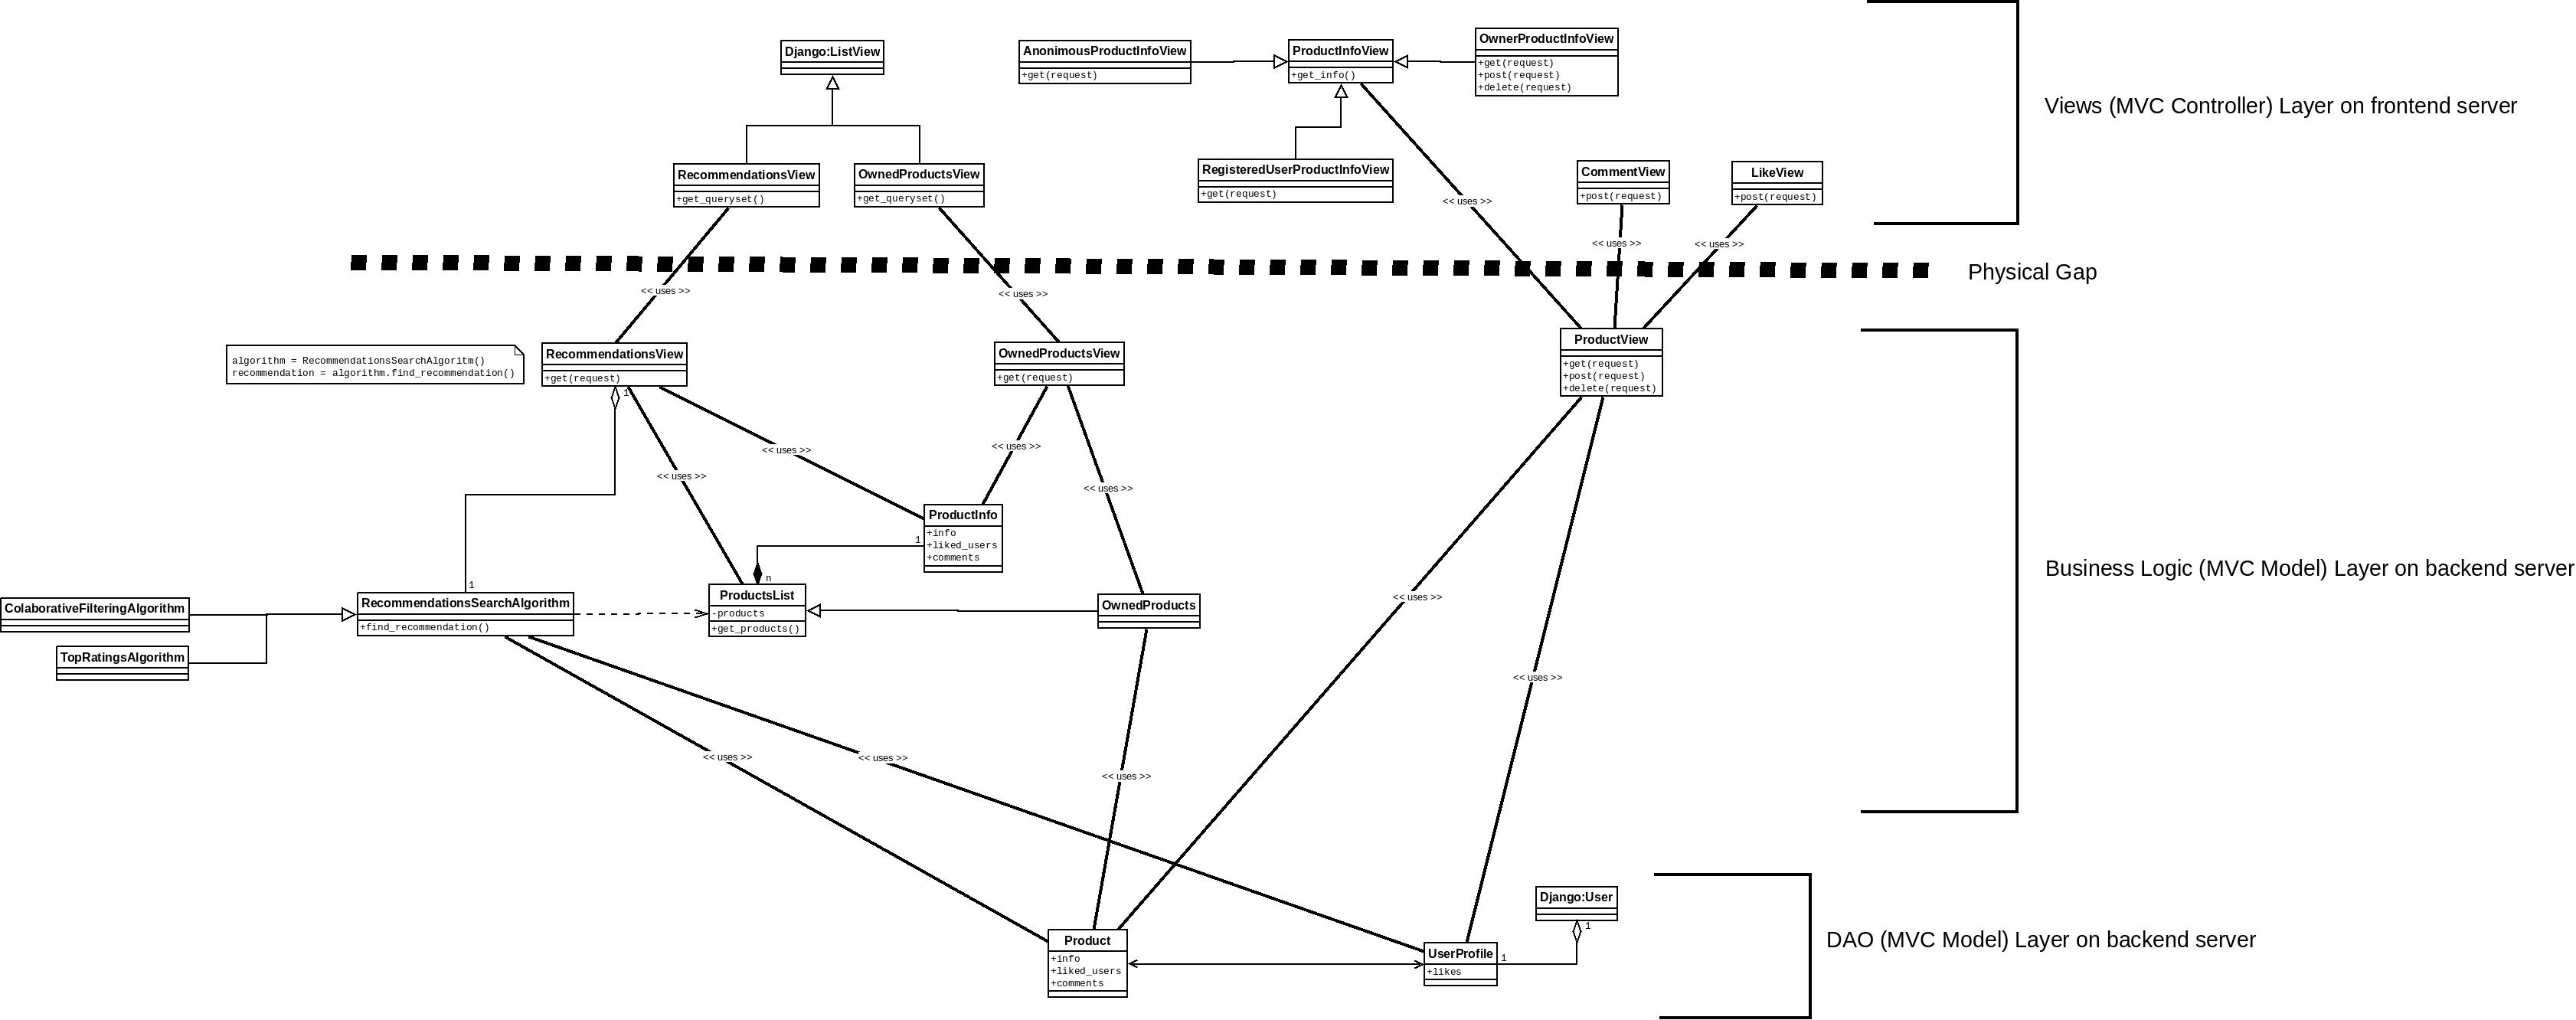 Django:ListView
AnonimousProductInfoView
+get(request)
ProductInfoView
+get_info()
OwnerProductInfoView
+get(request)
+post(request)
+delete(request)
Views (MVC Controller) Layer on frontend server
RecommendationsView
+get_queryset()
OwnedProductsView
+get_queryset()
RegisteredUserProductInfoView
+get(request)
CommentView
+post(request)
LikeView
+post(request)
<< uses >>
<< uses >>
<< uses >>
Physical Gap
<< uses >>
<< uses >>
algorithm = RecommendationsSearchAlgoritm()
recommendation = algorithm.find_recommendation()
RecommendationsView
+get(request)
1
OwnedProductsView
+get(request)
ProductView
+get(request)
+post(request)
+delete(request)
<< uses >>
<< uses >>
<< uses >>
<< uses >>
ProductInfo
+info
+liked_users
+comments
1
n
Business Logic (MVC Model) Layer on backend server
1
ColaborativeFilteringAlgorithm
TopRatingsAlgorithm
RecommendationsSearchAlgorithm
+find_recommendation()
ProductsList
-products
+get_products()
OwnedProducts
<< uses >>
<< uses >>
<< uses >>
<< uses >>
<< uses >>
Django:User
1
Product
+info
+liked_users
+comments
UserProfile
+likes
1
DAO (MVC Model) Layer on backend server